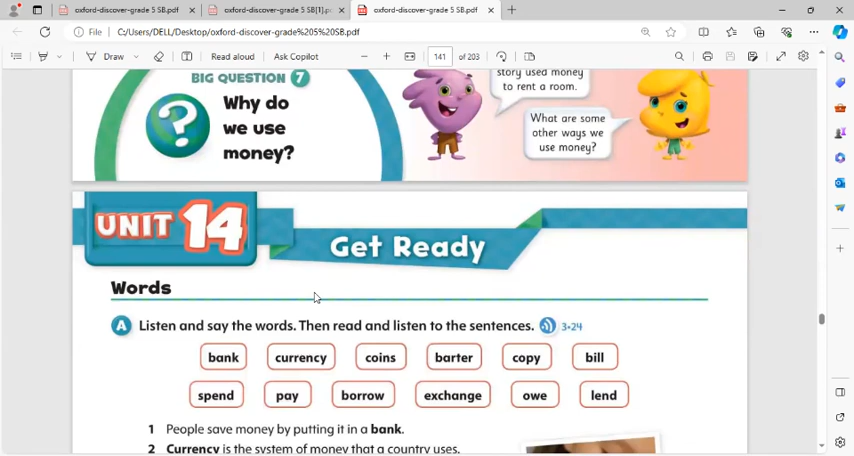 oxford-discover-grade 5 SB.pdf
oxford-discover-grade 5 SB[1].p
oxford-discover-grade 5 SB.pdf
File
C:/Users/DELL/Desktop/oxford-discover-grade%205%20SB.pdf
Draw
Read aloud
Ask Copilot
141 of 203
BIG QUESTION 7
Why do
we use
money?
story used money
to rent a room.
What are some
other ways we
use money?
UNIT 14
Get Ready
Words
A Listen and say the words. Then read and listen to the sentences. 3•24
bank currency coins barter copy bill
spend pay borrow exchange owe lend
1 People save money by putting it in a bank.
2 Currency is the system of money that a country uses.